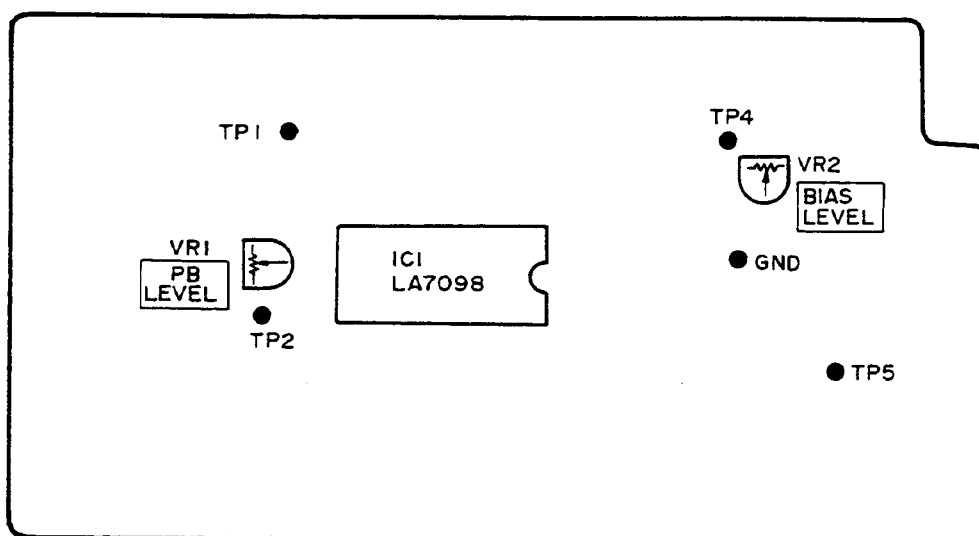 TP1
TP4
VR2
BIAS
LEVEL
VR1
PB
LEVEL
IC1
LA7098
GND
TP2
TP5